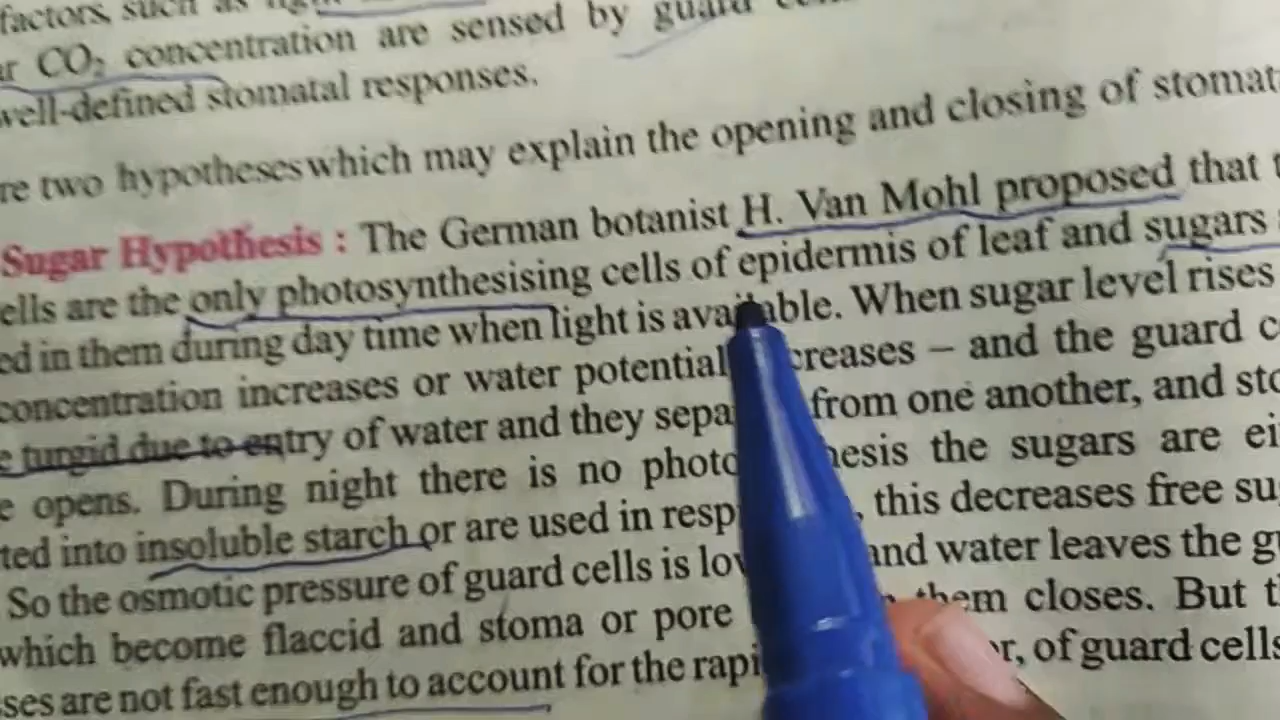 factors, such as
CO₂ concentration are sensed by guard
well-defined stomatal responses.
re two hypotheses which may explain the opening and closing of stomat
Sugar Hypothesis : The German botanist H. Van Mohl proposed that t
ells are the only photosynthesising cells of epidermis of leaf and sugars
ed in them during day time when light is available. When sugar level rises
concentration increases or water potential creases – and the guard c
e turgid due to entry of water and they sepa from one another, and sto
e opens. During night there is no photo hesis the sugars are ei
ted into insoluble starch or are used in resp , this decreases free su
So the osmotic pressure of guard cells is low and water leaves the gu
which become flaccid and stoma or pore them closes. But t
ses are not fast enough to account for the rapi r, of guard cells